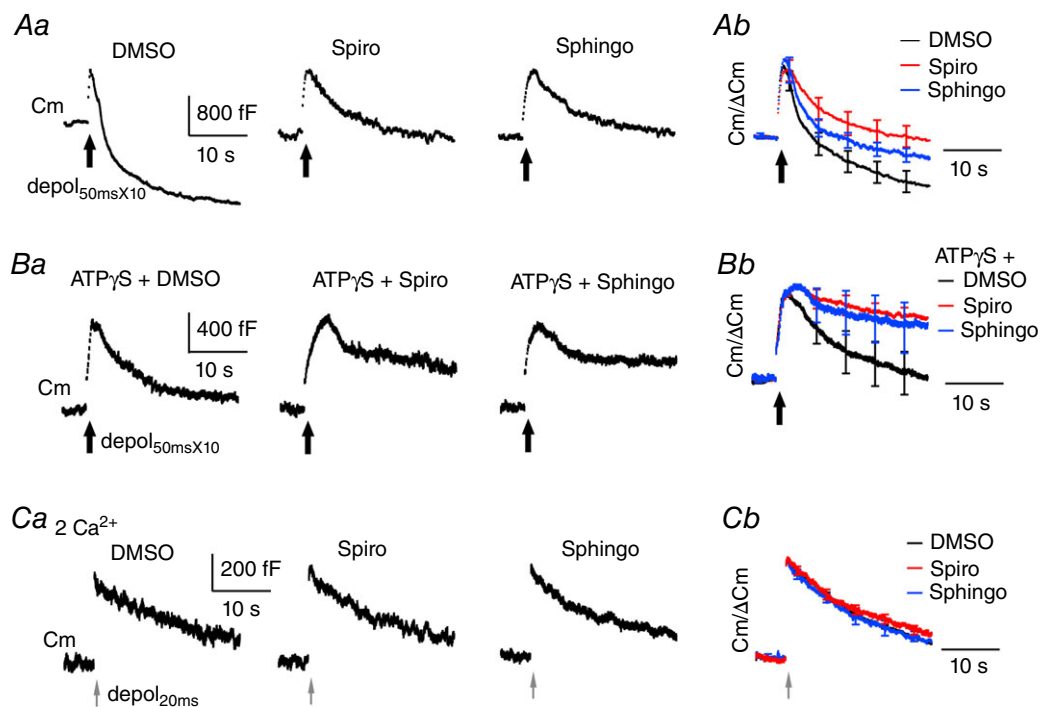 Aa
DMSO
Spiro
Sphingo
Cm
800 fF
10 s
depol50msX10
Ab
DMSO
Spiro
Sphingo
Cm/ΔCm
10 s
Ba
ATPγS + DMSO
ATPγS + Spiro
ATPγS + Sphingo
400 fF
10 s
Cm
depol50msX10
Bb
ATPγS +
DMSO
Spiro
Sphingo
Cm/ΔCm
10 s
Ca 2 Ca²⁺
DMSO
Spiro
Sphingo
200 fF
10 s
Cm
depol20ms
Cb
DMSO
Spiro
Sphingo
Cm/ΔCm
10 s